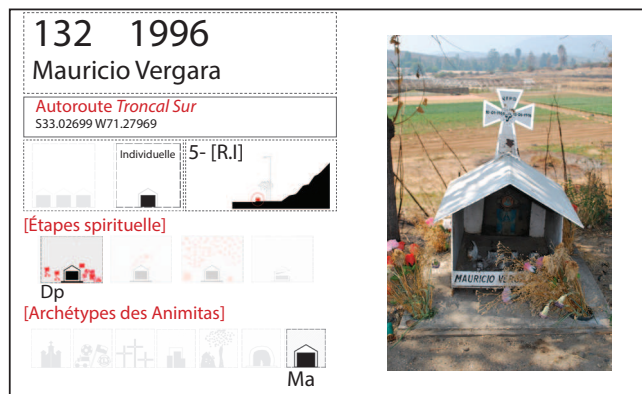 132 1996
Mauricio Vergara
Autoroute Troncal Sur
S33.02699 W71.27969
Individuelle
5- [R.I]
[Étapes spirituelle]
Dp
[Archétypes des Animitas]
Ma
MAURICIO VERGARA